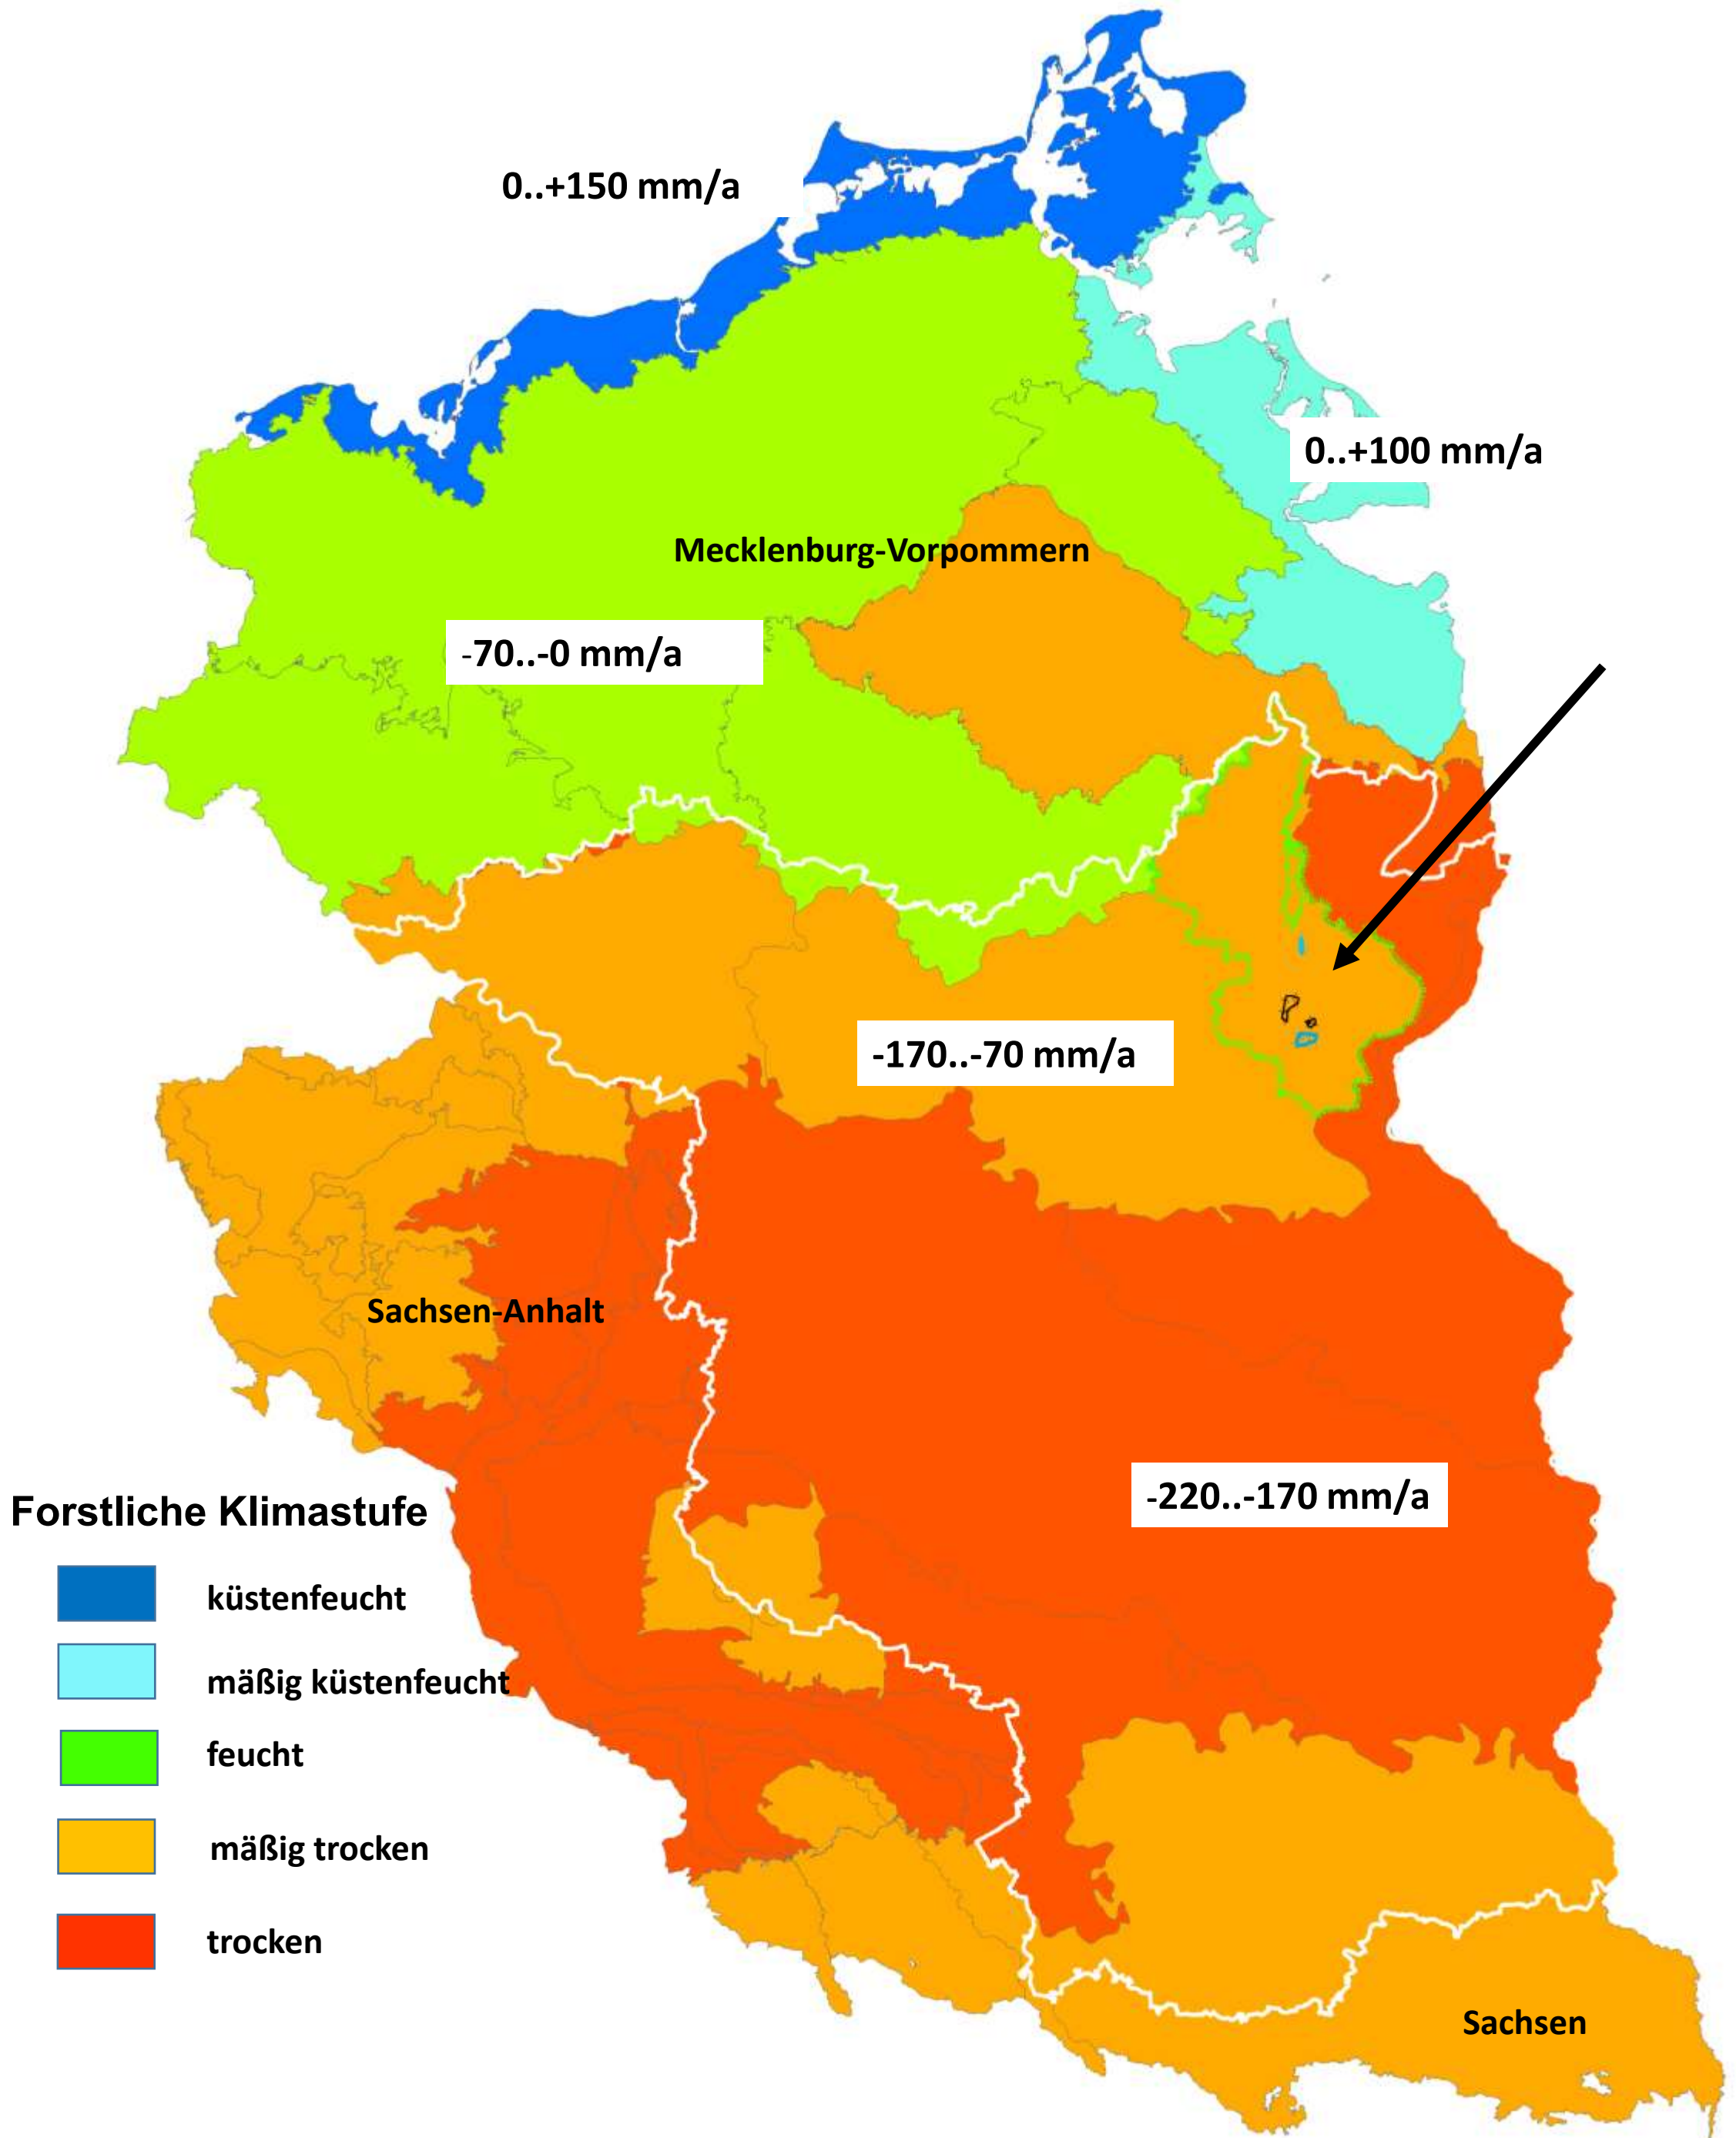 0..+150 mm/a
0..+100 mm/a
Mecklenburg-Vorpommern
-70..-0 mm/a
-170..-70 mm/a
Sachsen-Anhalt
-220..-170 mm/a
Forstliche Klimastufe
küstenfeucht
mäßig küstenfeucht
feucht
mäßig trocken
trocken
Sachsen